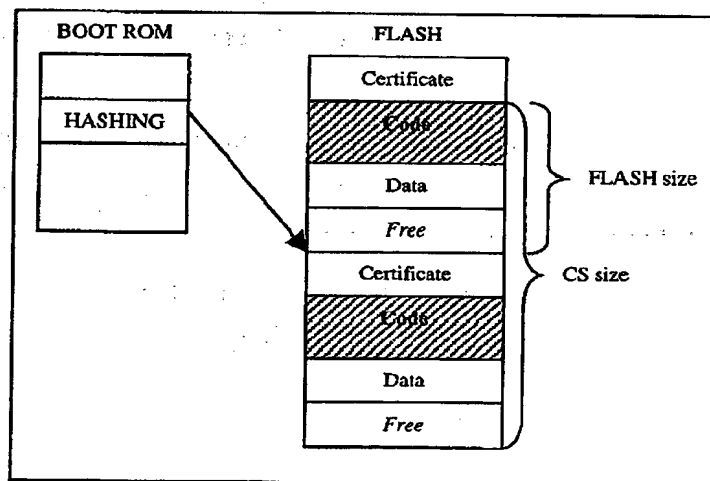 BOOT ROM
FLASH
HASHING
Certificate
Code
Data
Free
Certificate
Code
Data
Free
FLASH size
CS size